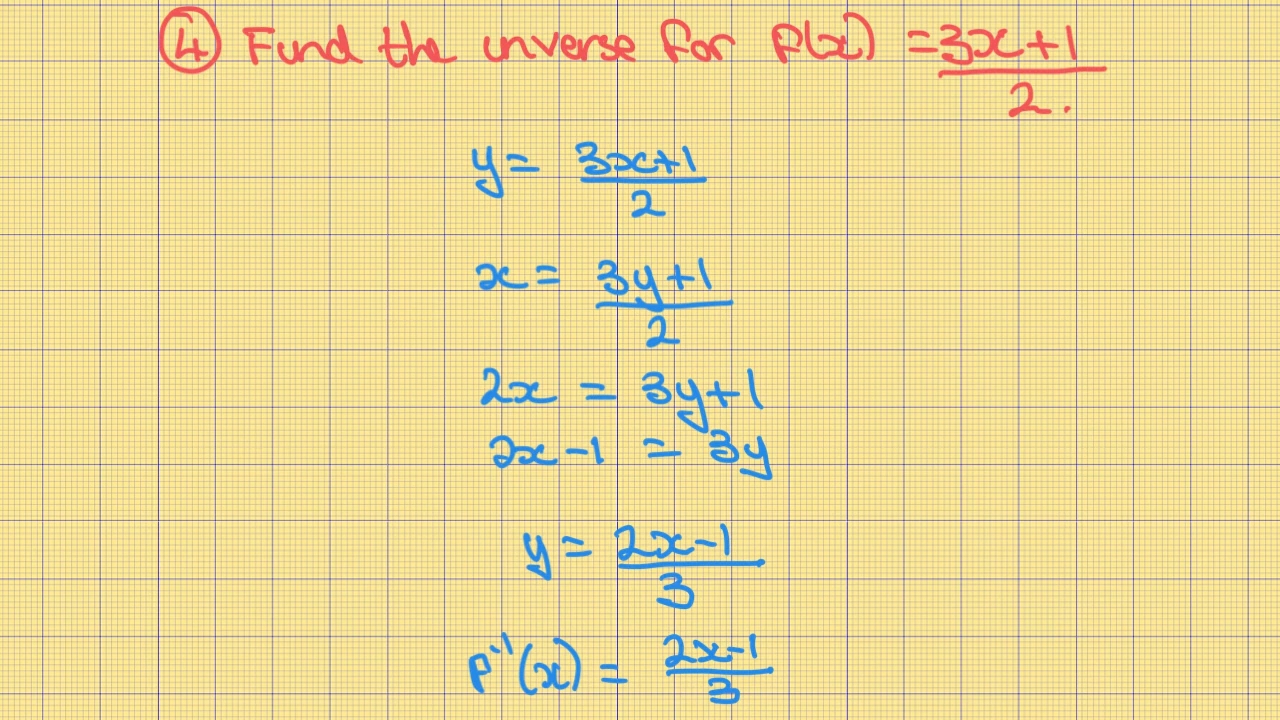 ④ Find the inverse for f(x) = 3x+1/2.
y = 3x+1/2
x = 3y+1/2
2x = 3y+1
2x-1 = 3y
y = 2x-1/3
f⁻¹(x) = 2x-1/3